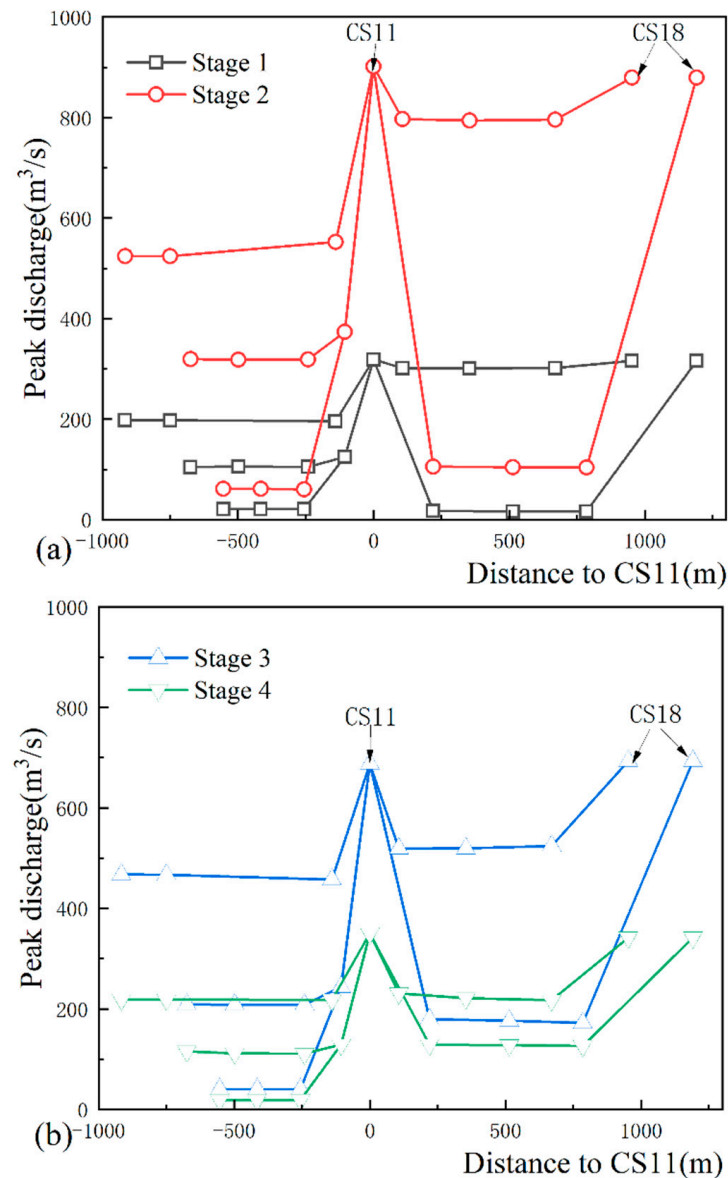 1000
CS11
CS18
Stage 1
Stage 2
800
600
400
200
0
Peak discharge(m³/s)
(a)
-1000
-500
0
500
1000
Distance to CS11(m)
1000
Stage 3
Stage 4
800
CS11
CS18
600
400
200
0
Peak discharge(m³/s)
(b)
-1000
-500
0
500
1000
Distance to CS11(m)